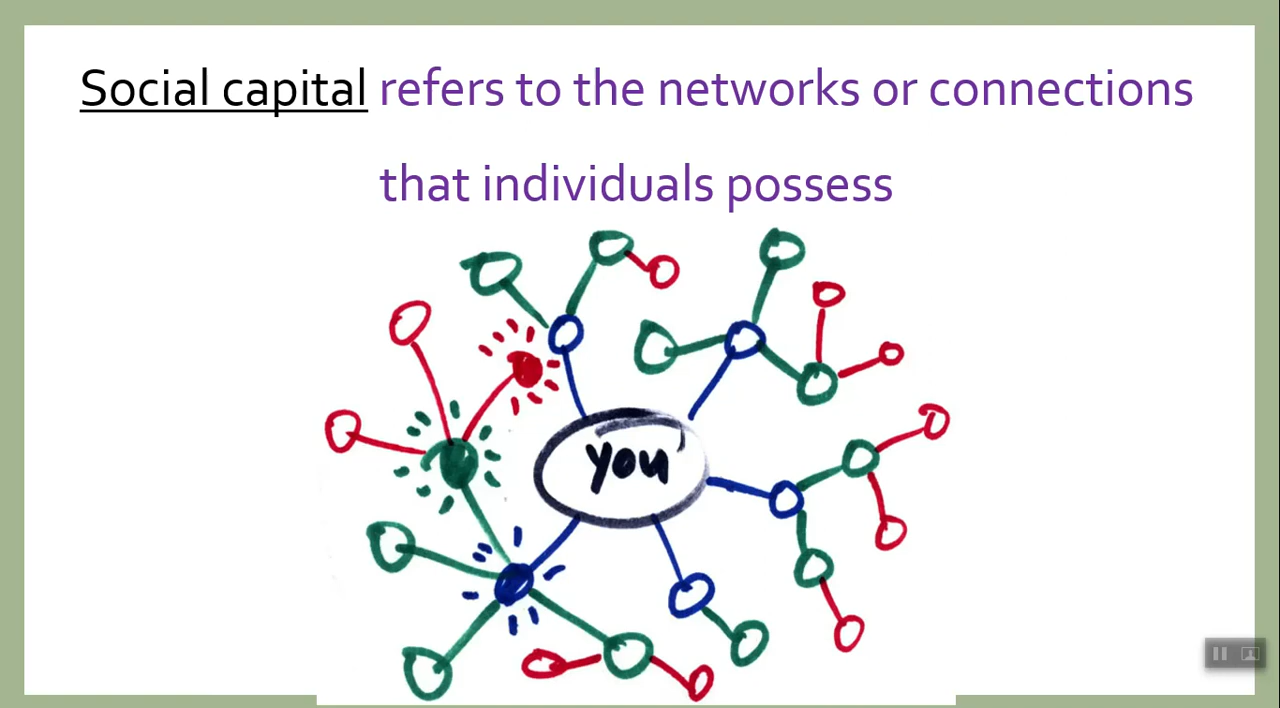 Social capital refers to the networks or connections
that individuals possess
you